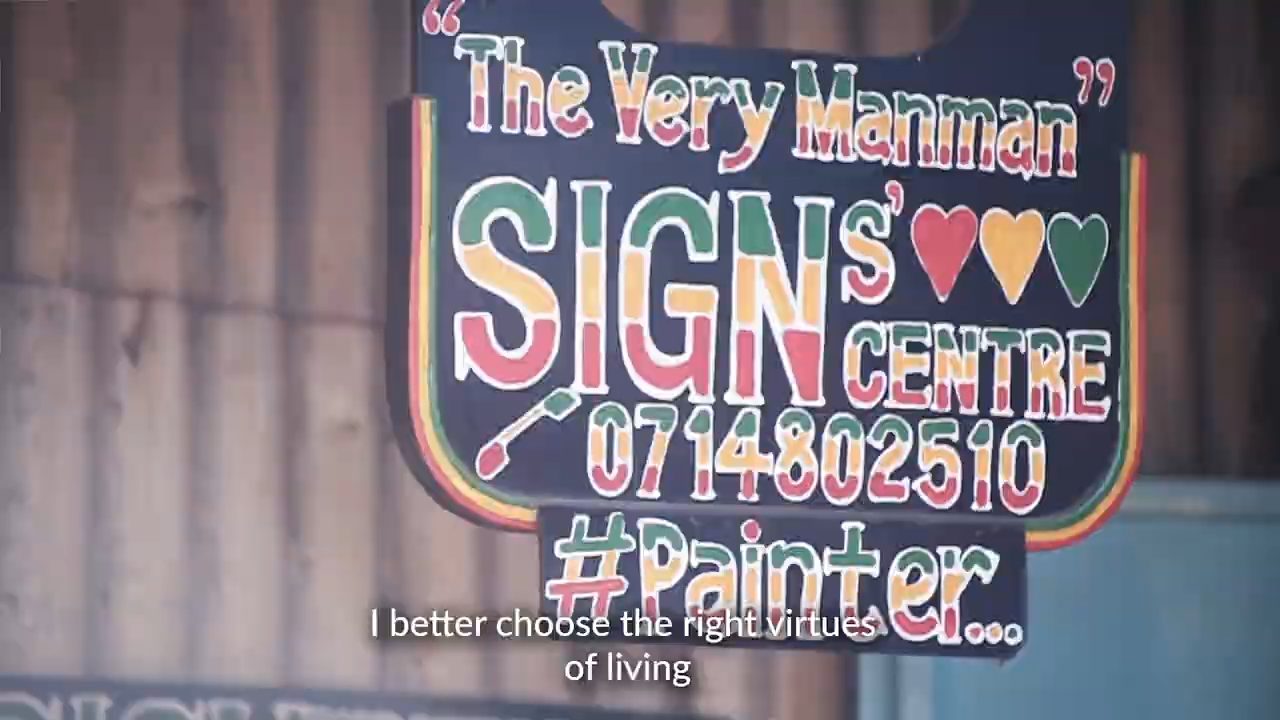 “The Very Manman”
SIGNs’
CENTRE
0714802510
#Painter...
I better choose the right virtues
of living